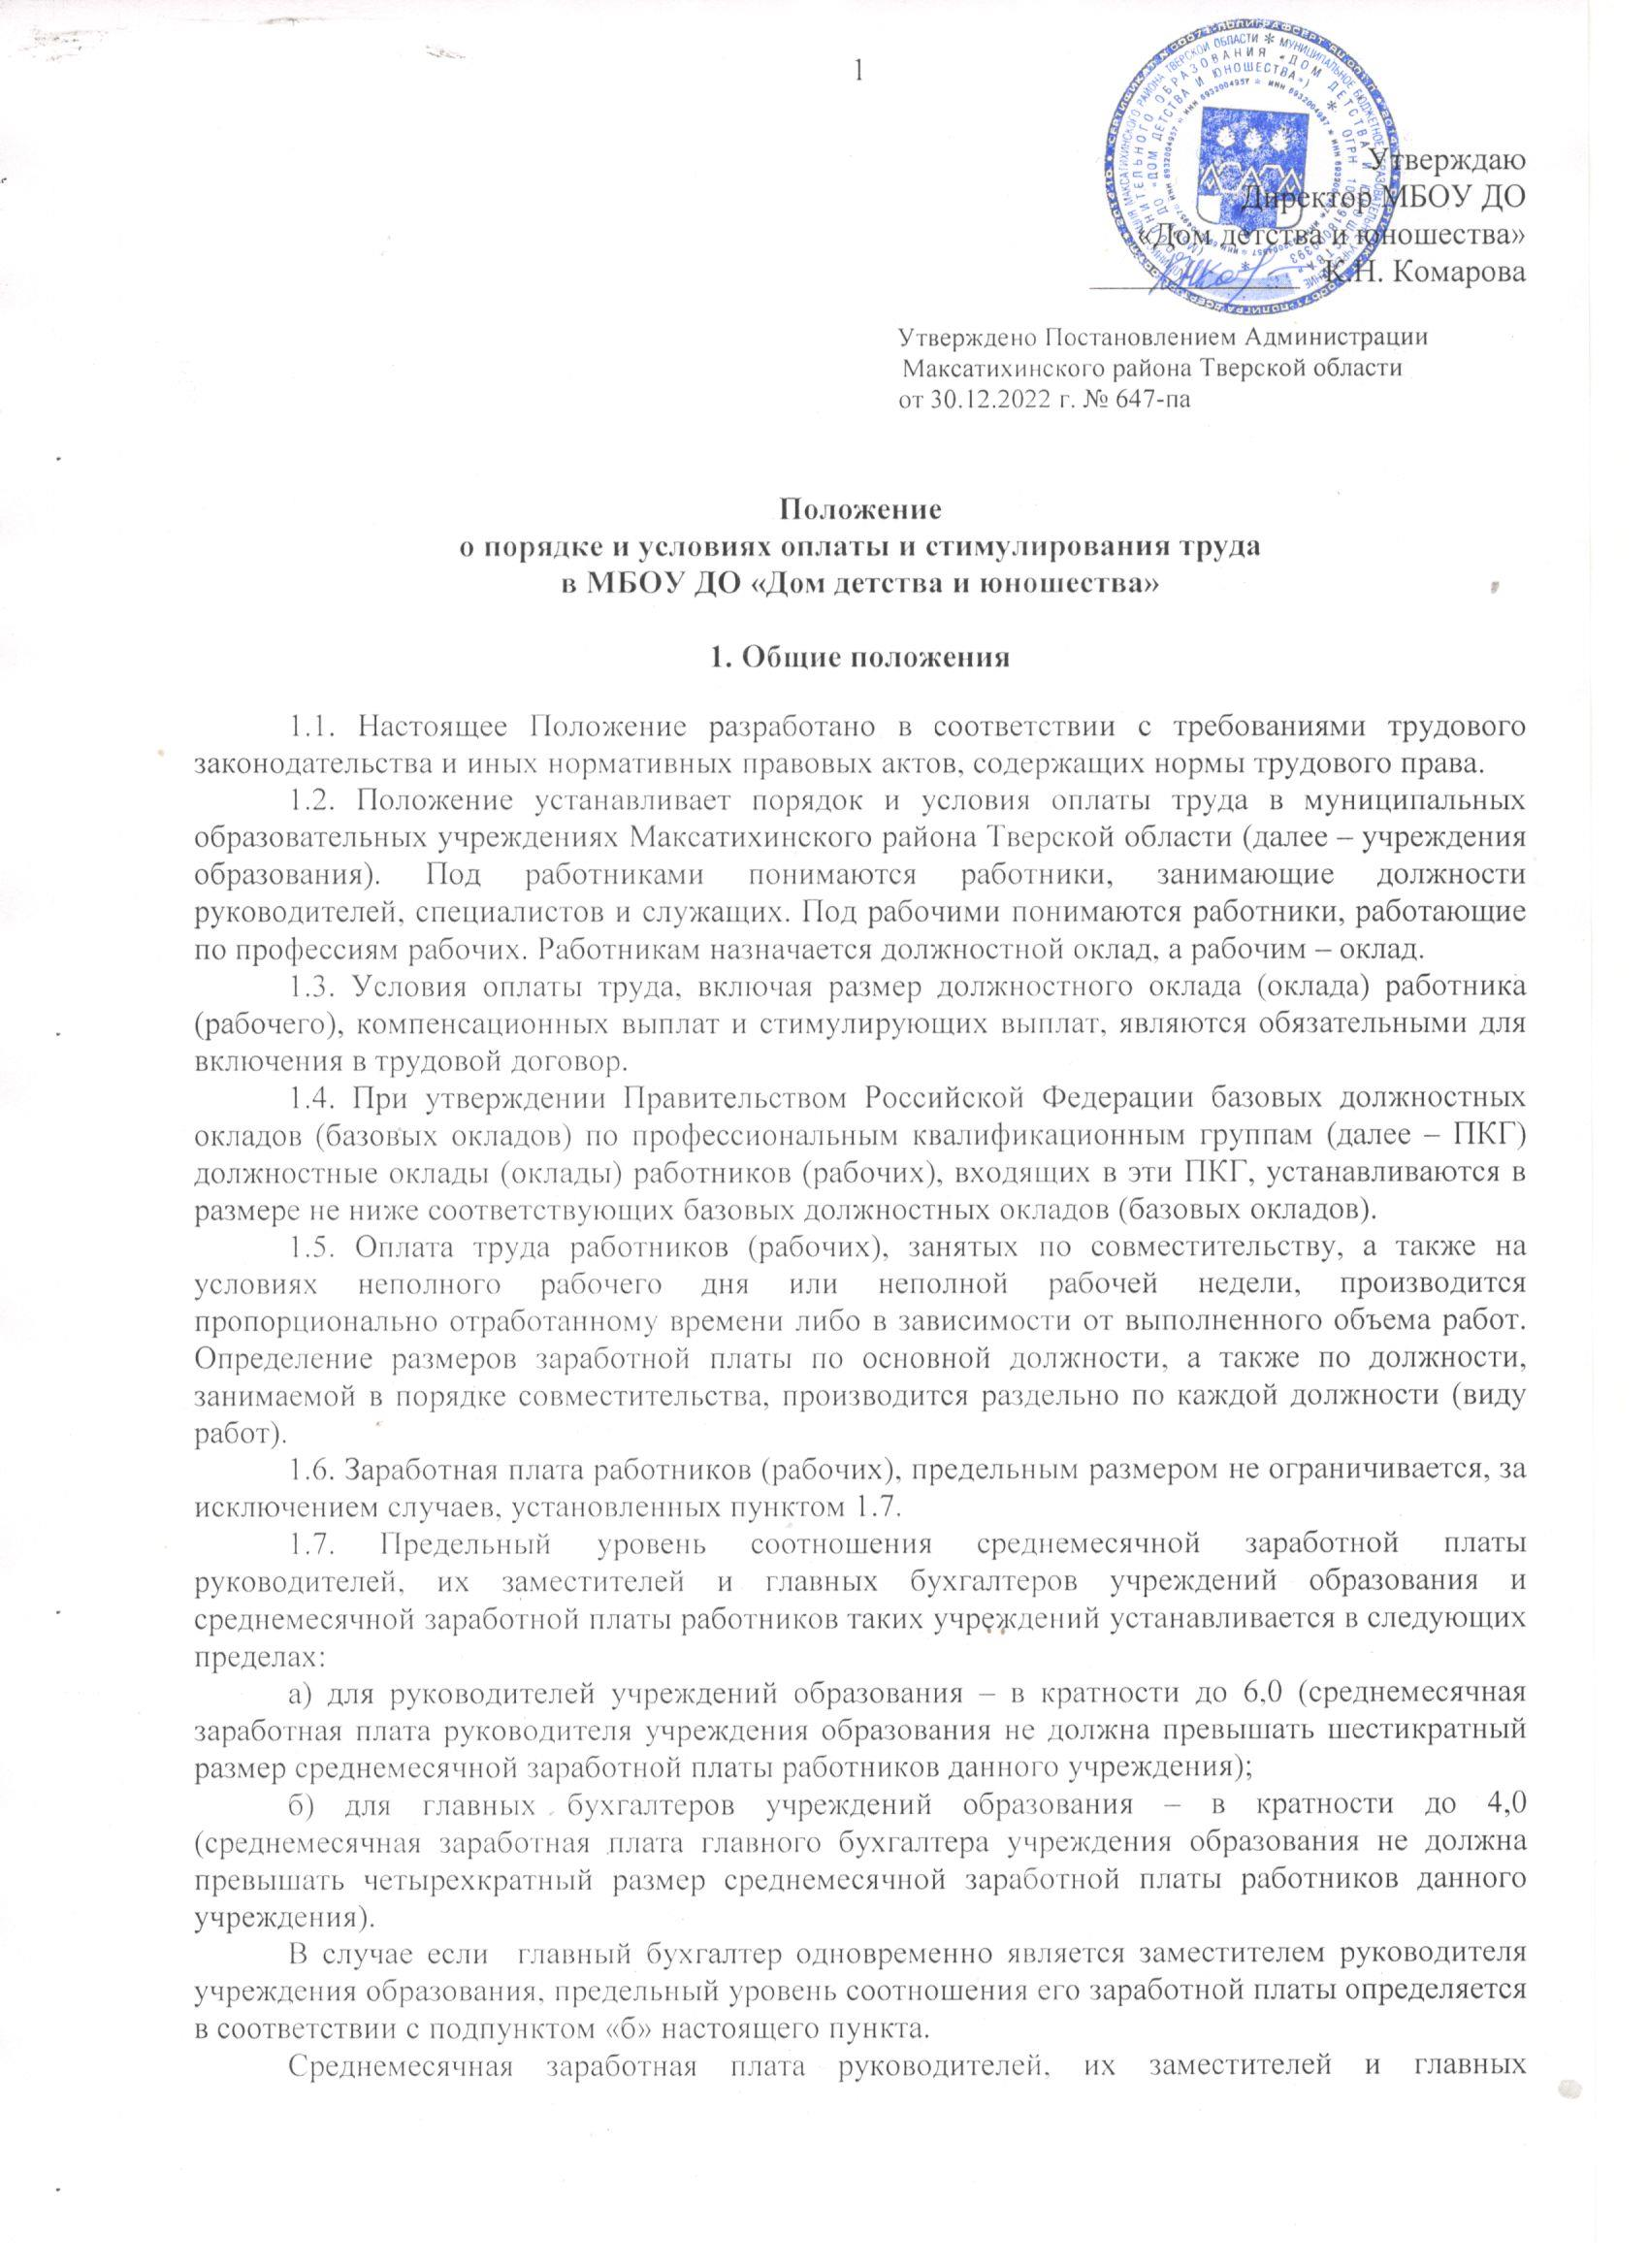 1
Утверждаю
Директор МБОУ ДО
«Дом детства и юношества»
К.Н. Комарова
Утверждено Постановлением Администрации
Максатихинского района Тверской области
от 30.12.2022 г. № 647-па
Положение
о порядке и условиях оплаты и стимулирования труда
в МБОУ ДО «Дом детства и юношества»
1. Общие положения
1.1. Настоящее Положение разработано в соответствии с требованиями трудового
законодательства и иных нормативных правовых актов, содержащих нормы трудового права.
1.2. Положение устанавливает порядок и условия оплаты труда в муниципальных
образовательных учреждениях Максатихинского района Тверской области (далее – учреждения
образования). Под работниками понимаются работники, занимающие должности
руководителей, специалистов и служащих. Под рабочими понимаются работники, работающие
по профессиям рабочих. Работникам назначается должностной оклад, а рабочим – оклад.
1.3. Условия оплаты труда, включая размер должностного оклада (оклада) работника
(рабочего), компенсационных выплат и стимулирующих выплат, являются обязательными для
включения в трудовой договор.
1.4. При утверждении Правительством Российской Федерации базовых должностных
окладов (базовых окладов) по профессиональным квалификационным группам (далее – ПКГ)
должностные оклады (оклады) работников (рабочих), входящих в эти ПКГ, устанавливаются в
размере не ниже соответствующих базовых должностных окладов (базовых окладов).
1.5. Оплата труда работников (рабочих), занятых по совместительству, а также на
условиях неполного рабочего дня или неполной рабочей недели, производится
пропорционально отработанному времени либо в зависимости от выполненного объема работ.
Определение размеров заработной платы по основной должности, а также по должности,
занимаемой в порядке совместительства, производится раздельно по каждой должности (виду
работ).
1.6. Заработная плата работников (рабочих), предельным размером не ограничивается, за
исключением случаев, установленных пунктом 1.7.
1.7. Предельный уровень соотношения среднемесячной заработной платы
руководителей, их заместителей и главных бухгалтеров учреждений образования и
среднемесячной заработной платы работников таких учреждений устанавливается в следующих
пределах:
а) для руководителей учреждений образования – в кратности до 6,0 (среднемесячная
заработная плата руководителя учреждения образования не должна превышать шестикратный
размер среднемесячной заработной платы работников данного учреждения);
б) для главных бухгалтеров учреждений образования – в кратности до 4,0
(среднемесячная заработная плата главного бухгалтера учреждения образования не должна
превышать четырехкратный размер среднемесячной заработной платы работников данного
учреждения).
В случае если главный бухгалтер одновременно является заместителем руководителя
учреждения образования, предельный уровень соотношения его заработной платы определяется
в соответствии с подпунктом «б» настоящего пункта.
Среднемесячная заработная плата руководителей, их заместителей и главных